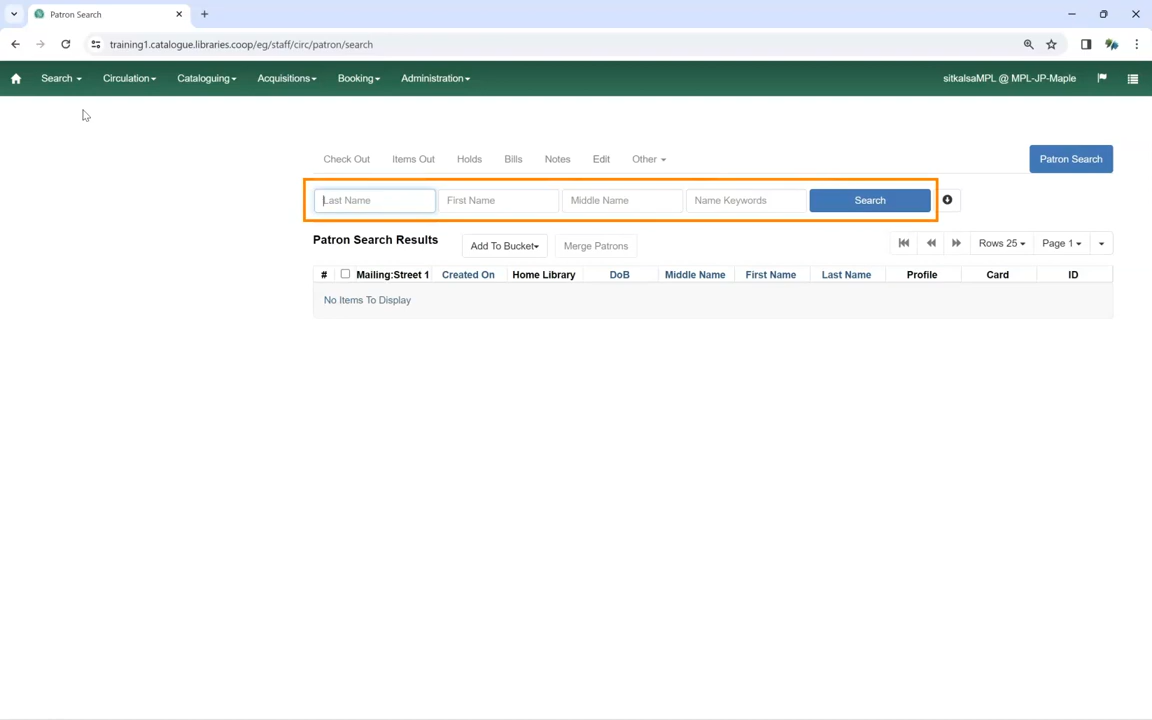 Patron Search
training1.catalogue.libraries.coop/eg/staff/circ/patron/search
Search Circulation Cataloguing Acquisitions Booking Administration sitkalsaMPL @ MPL-JP-Maple
Check Out Items Out Holds Bills Notes Edit Other Patron Search
Last Name First Name Middle Name Name Keywords Search
Patron Search Results Add To Bucket Merge Patrons Rows 25 Page 1
# Mailing:Street 1 Created On Home Library DoB Middle Name First Name Last Name Profile Card ID
No Items To Display